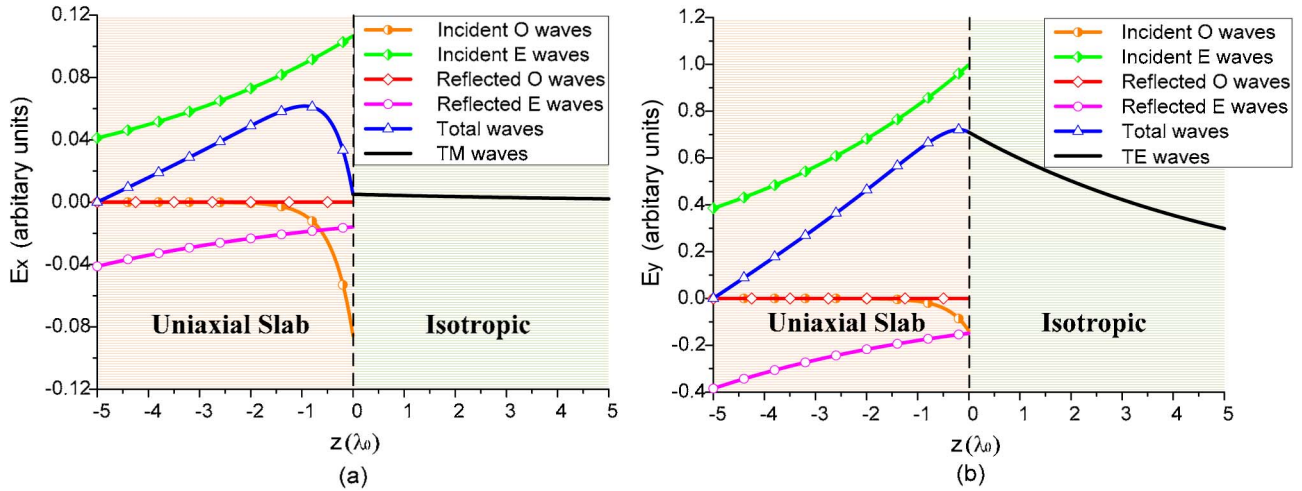 0.12
0.08
0.04
0.00
-0.04
-0.08
-0.12
Ex (arbitary units)
Incident O waves
Incident E waves
Reflected O waves
Reflected E waves
Total waves
TM waves
Uniaxial Slab
Isotropic
-5 -4 -3 -2 -1 0 1 2 3 4 5
z(λ₀)
(a)
1.2
1.0
0.8
0.6
0.4
0.2
0.0
-0.2
-0.4
Ey (arbitary units)
Incident O waves
Incident E waves
Reflected O waves
Reflected E waves
Total waves
TE waves
Uniaxial Slab
Isotropic
-5 -4 -3 -2 -1 0 1 2 3 4 5
z(λ₀)
(b)